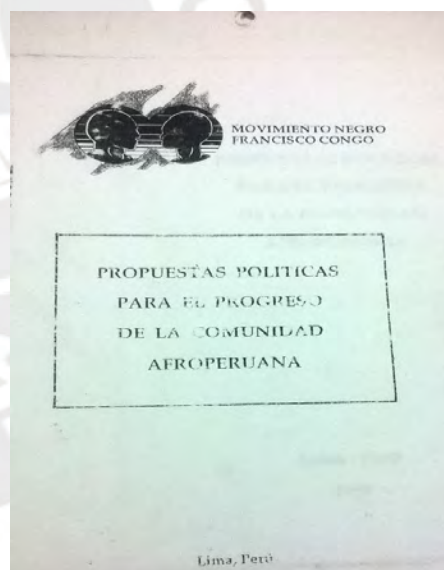 MOVIMIENTO NEGRO
FRANCISCO CONGO
PROPUESTAS POLITICAS
PARA EL PROGRESO
DE LA COMUNIDAD
AFROPERUANA
Lima, Perú